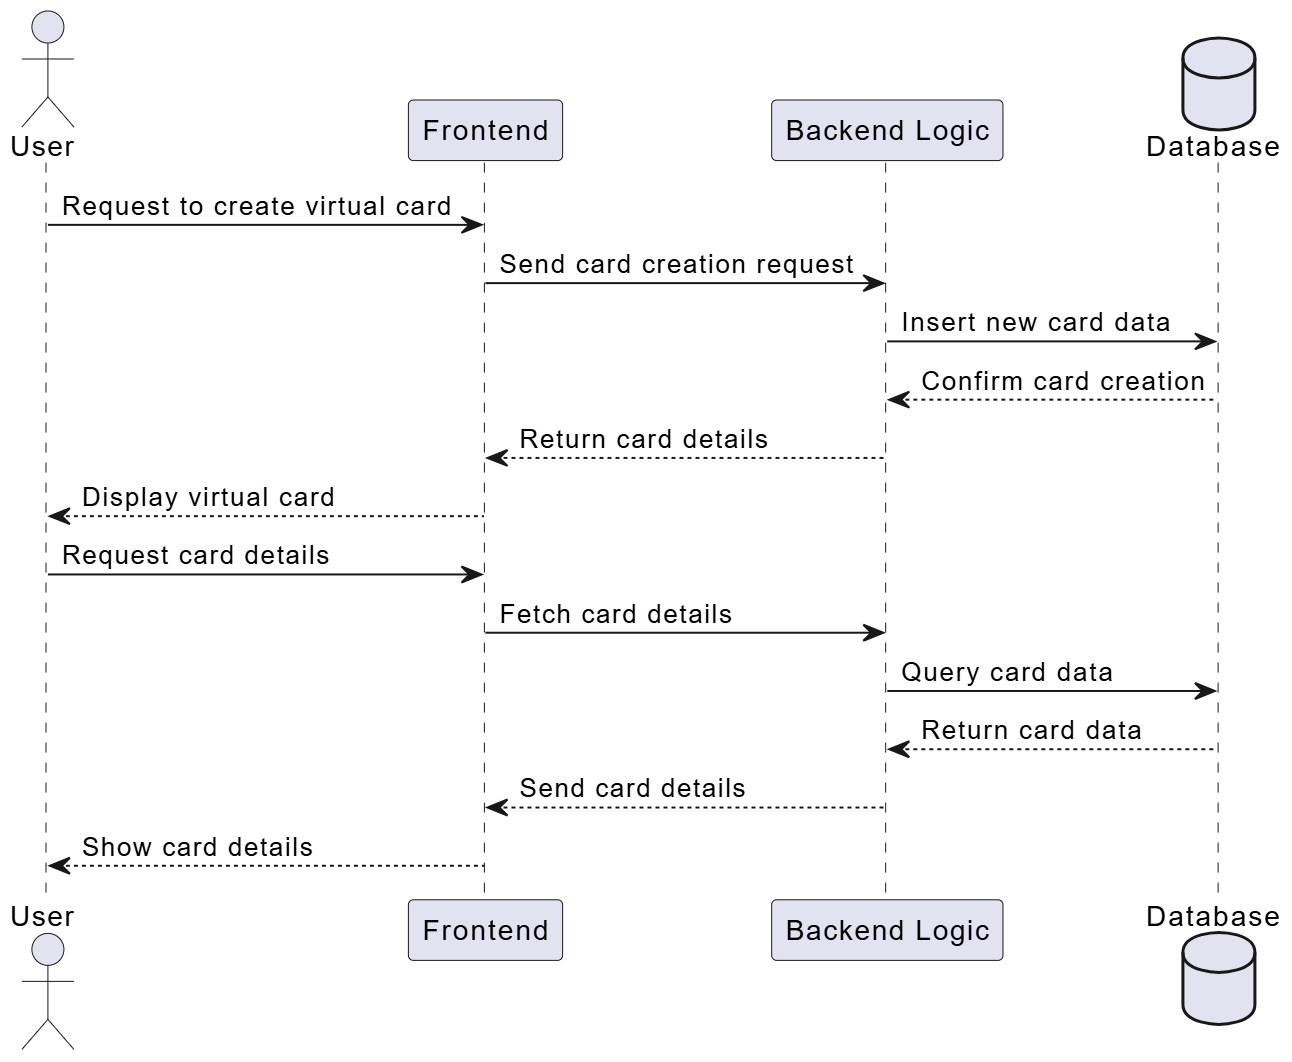 User
Frontend
Backend Logic
Database
Request to create virtual card
Send card creation request
Insert new card data
Confirm card creation
Return card details
Display virtual card
Request card details
Fetch card details
Query card data
Return card data
Send card details
Show card details
User
Frontend
Backend Logic
Database